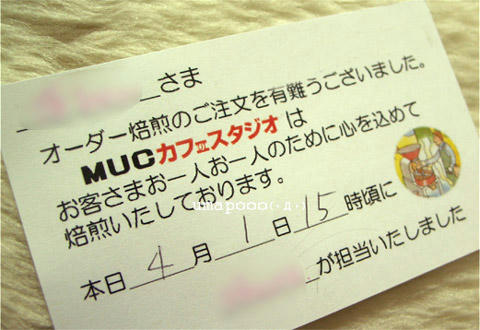 さま
オーダー焙煎のご注文を有難うございました。
MUCカフェスタジオは
お客さまお一人お一人のために心を込めて
焙煎いたしております。
本日4月1日15時頃に
が担当いたしました